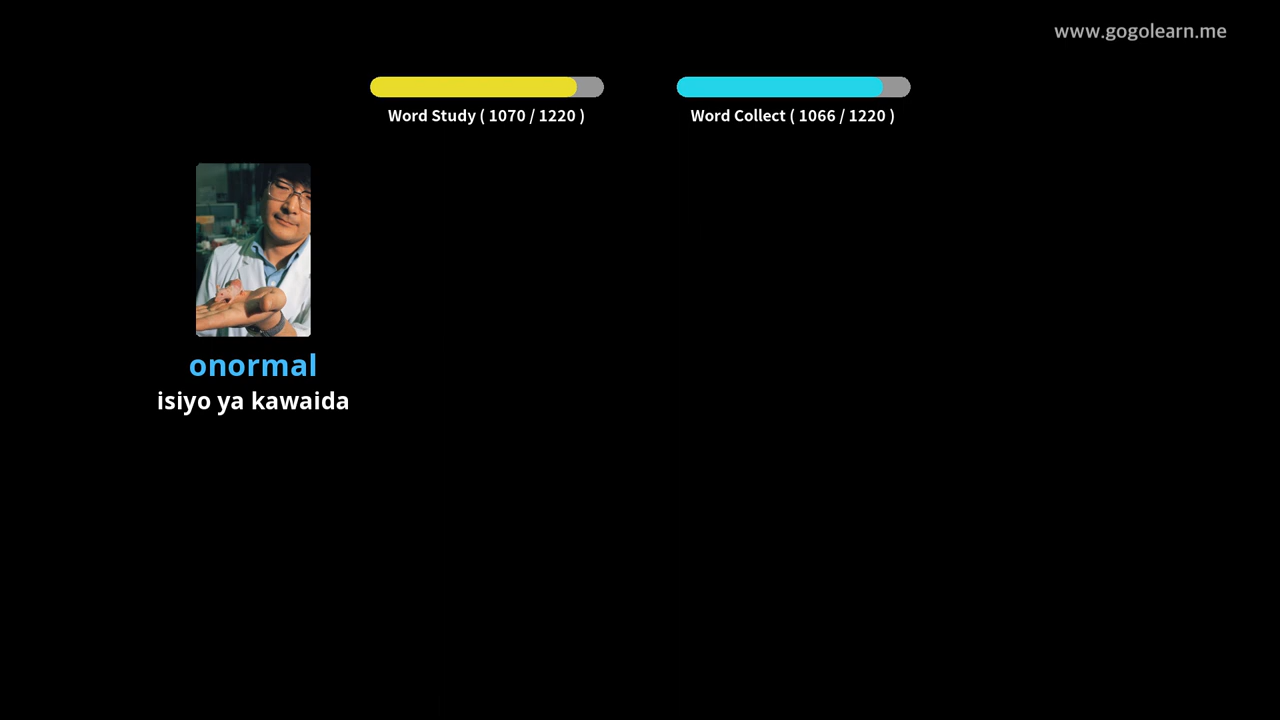 www.gogolearn.me
Word Study ( 1070 / 1220 )
Word Collect ( 1066 / 1220 )
onormal
isiyo ya kawaida